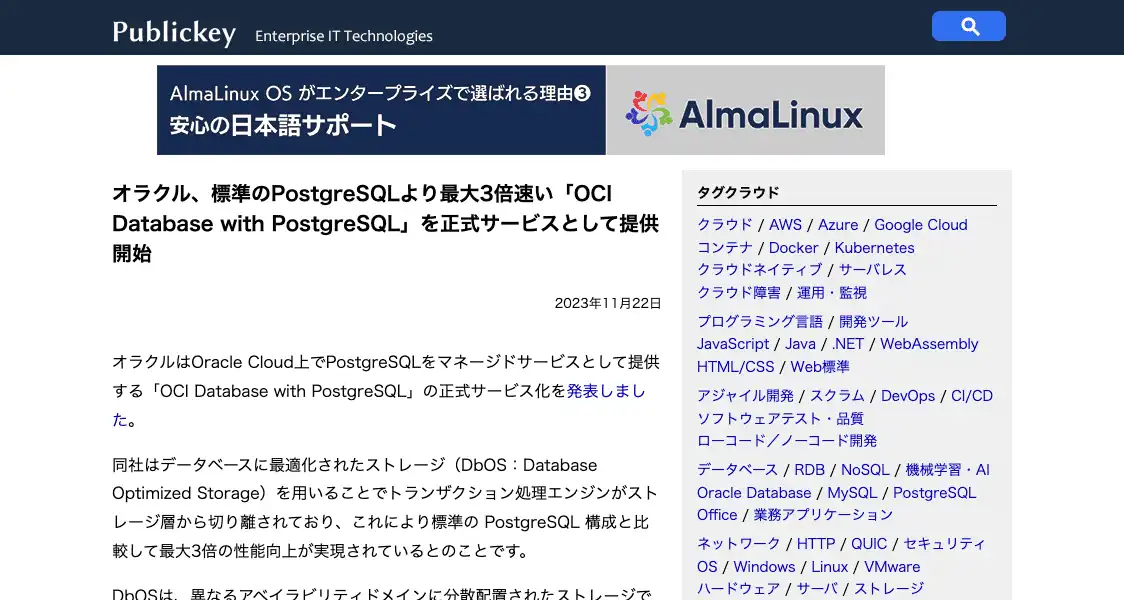 Publickey Enterprise IT Technologies
AlmaLinux OS がエンタープライズで選ばれる理由❸
安心の日本語サポート
AlmaLinux
オラクル、標準のPostgreSQLより最大3倍速い「OCI
Database with PostgreSQL」を正式サービスとして提供
開始
2023年11月22日
オラクルはOracle Cloud上でPostgreSQLをマネージドサービスとして提供
する「OCI Database with PostgreSQL」の正式サービス化を発表しまし
た。
同社はデータベースに最適化されたストレージ（DbOS：Database
Optimized Storage）を用いることでトランザクション処理エンジンがスト
レージ層から切り離されており、これにより標準の PostgreSQL 構成と比
較して最大3倍の性能向上が実現されているとのことです。
DbOSは、異なるアベイラビリティドメインに分散配置されたストレージで
タグクラウド
クラウド / AWS / Azure / Google Cloud
コンテナ / Docker / Kubernetes
クラウドネイティブ / サーバレス
クラウド障害 / 運用・監視
プログラミング言語 / 開発ツール
JavaScript / Java / .NET / WebAssembly
HTML/CSS / Web標準
アジャイル開発 / スクラム / DevOps / CI/CD
ソフトウェアテスト・品質
ローコード／ノーコード開発
データベース / RDB / NoSQL / 機械学習・AI
Oracle Database / MySQL / PostgreSQL
Office / 業務アプリケーション
ネットワーク / HTTP / QUIC / セキュリティ
OS / Windows / Linux / VMware
ハードウェア / サーバ / ストレージ